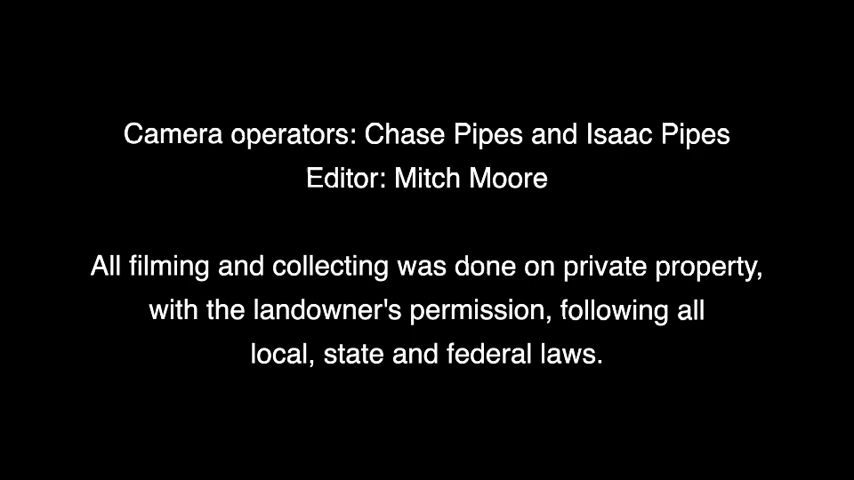 Camera operators: Chase Pipes and Isaac Pipes
Editor: Mitch Moore
All filming and collecting was done on private property,
with the landowner's permission, following all
local, state and federal laws.